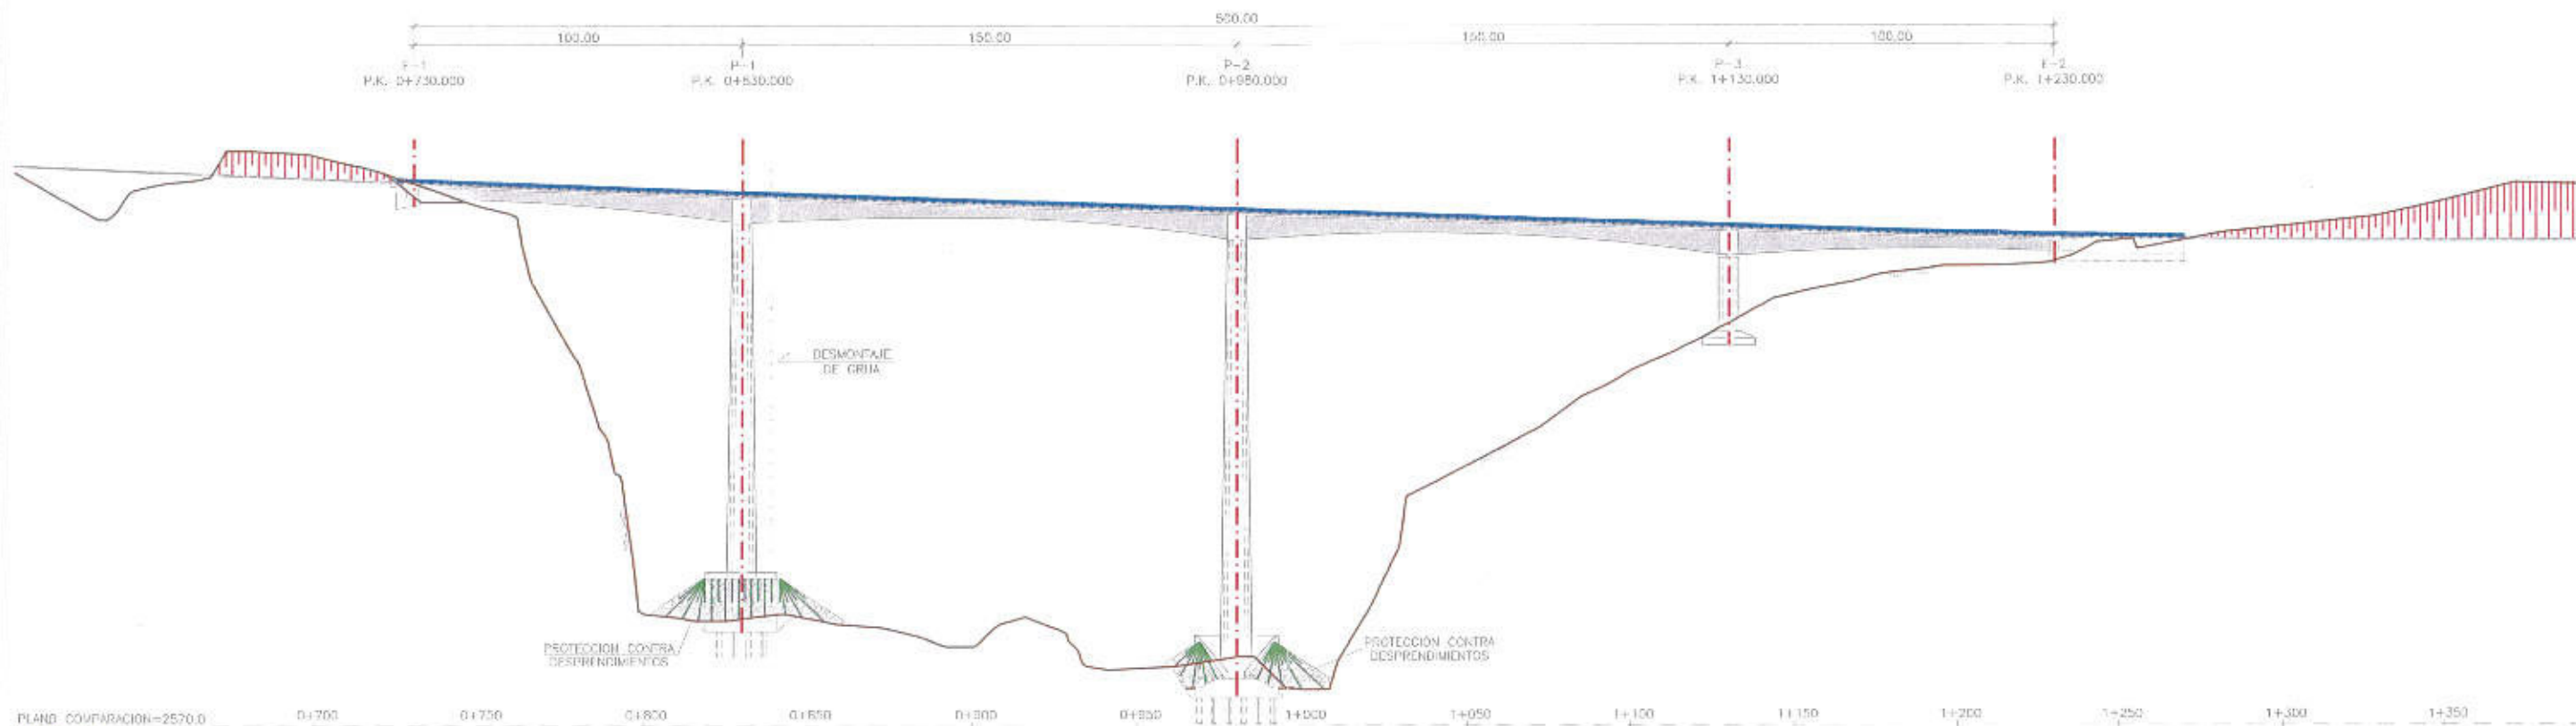 500.00
100.00 150.00 150.00 100.00
E-1 P-1 P-2 P-3 E-2
P.K. 0+730.000 P.K. 0+830.000 P.K. 0+980.000 P.K. 1+130.000 P.K. 1+230.000
DESMONTAJE
DE GRUA
PROTECCION CONTRA
DESPRENDIMIENTOS
PROTECCION CONTRA
DESPRENDIMIENTOS
PLANO COMPARACION=2570.0 0+700 0+750 0+800 0+850 0+900 0+950 1+000 1+050 1+100 1+150 1+200 1+250 1+300 1+350